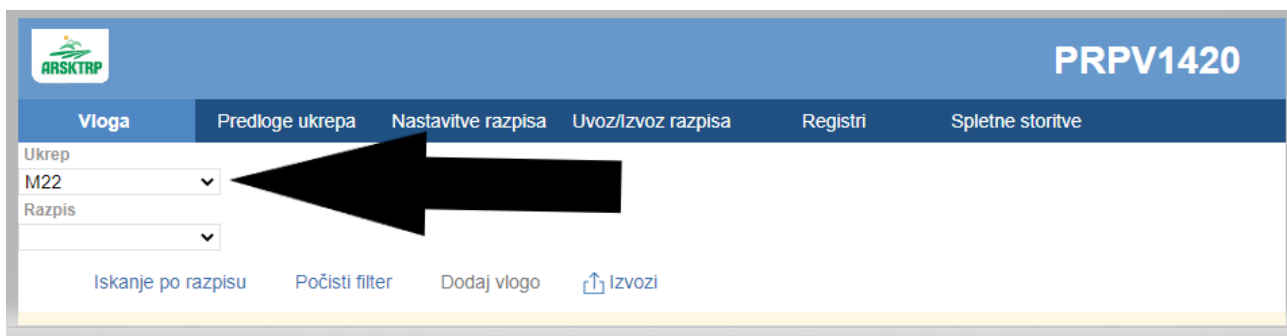 ARSKTRP
PRPV1420
Vloga Predloge ukrepa Nastavitve razpisa Uvoz/Izvoz razpisa Registri Spletne storitve
Ukrep
M22
Razpis
Iskanje po razpisu Počisti filter Dodaj vlogo Izvozi